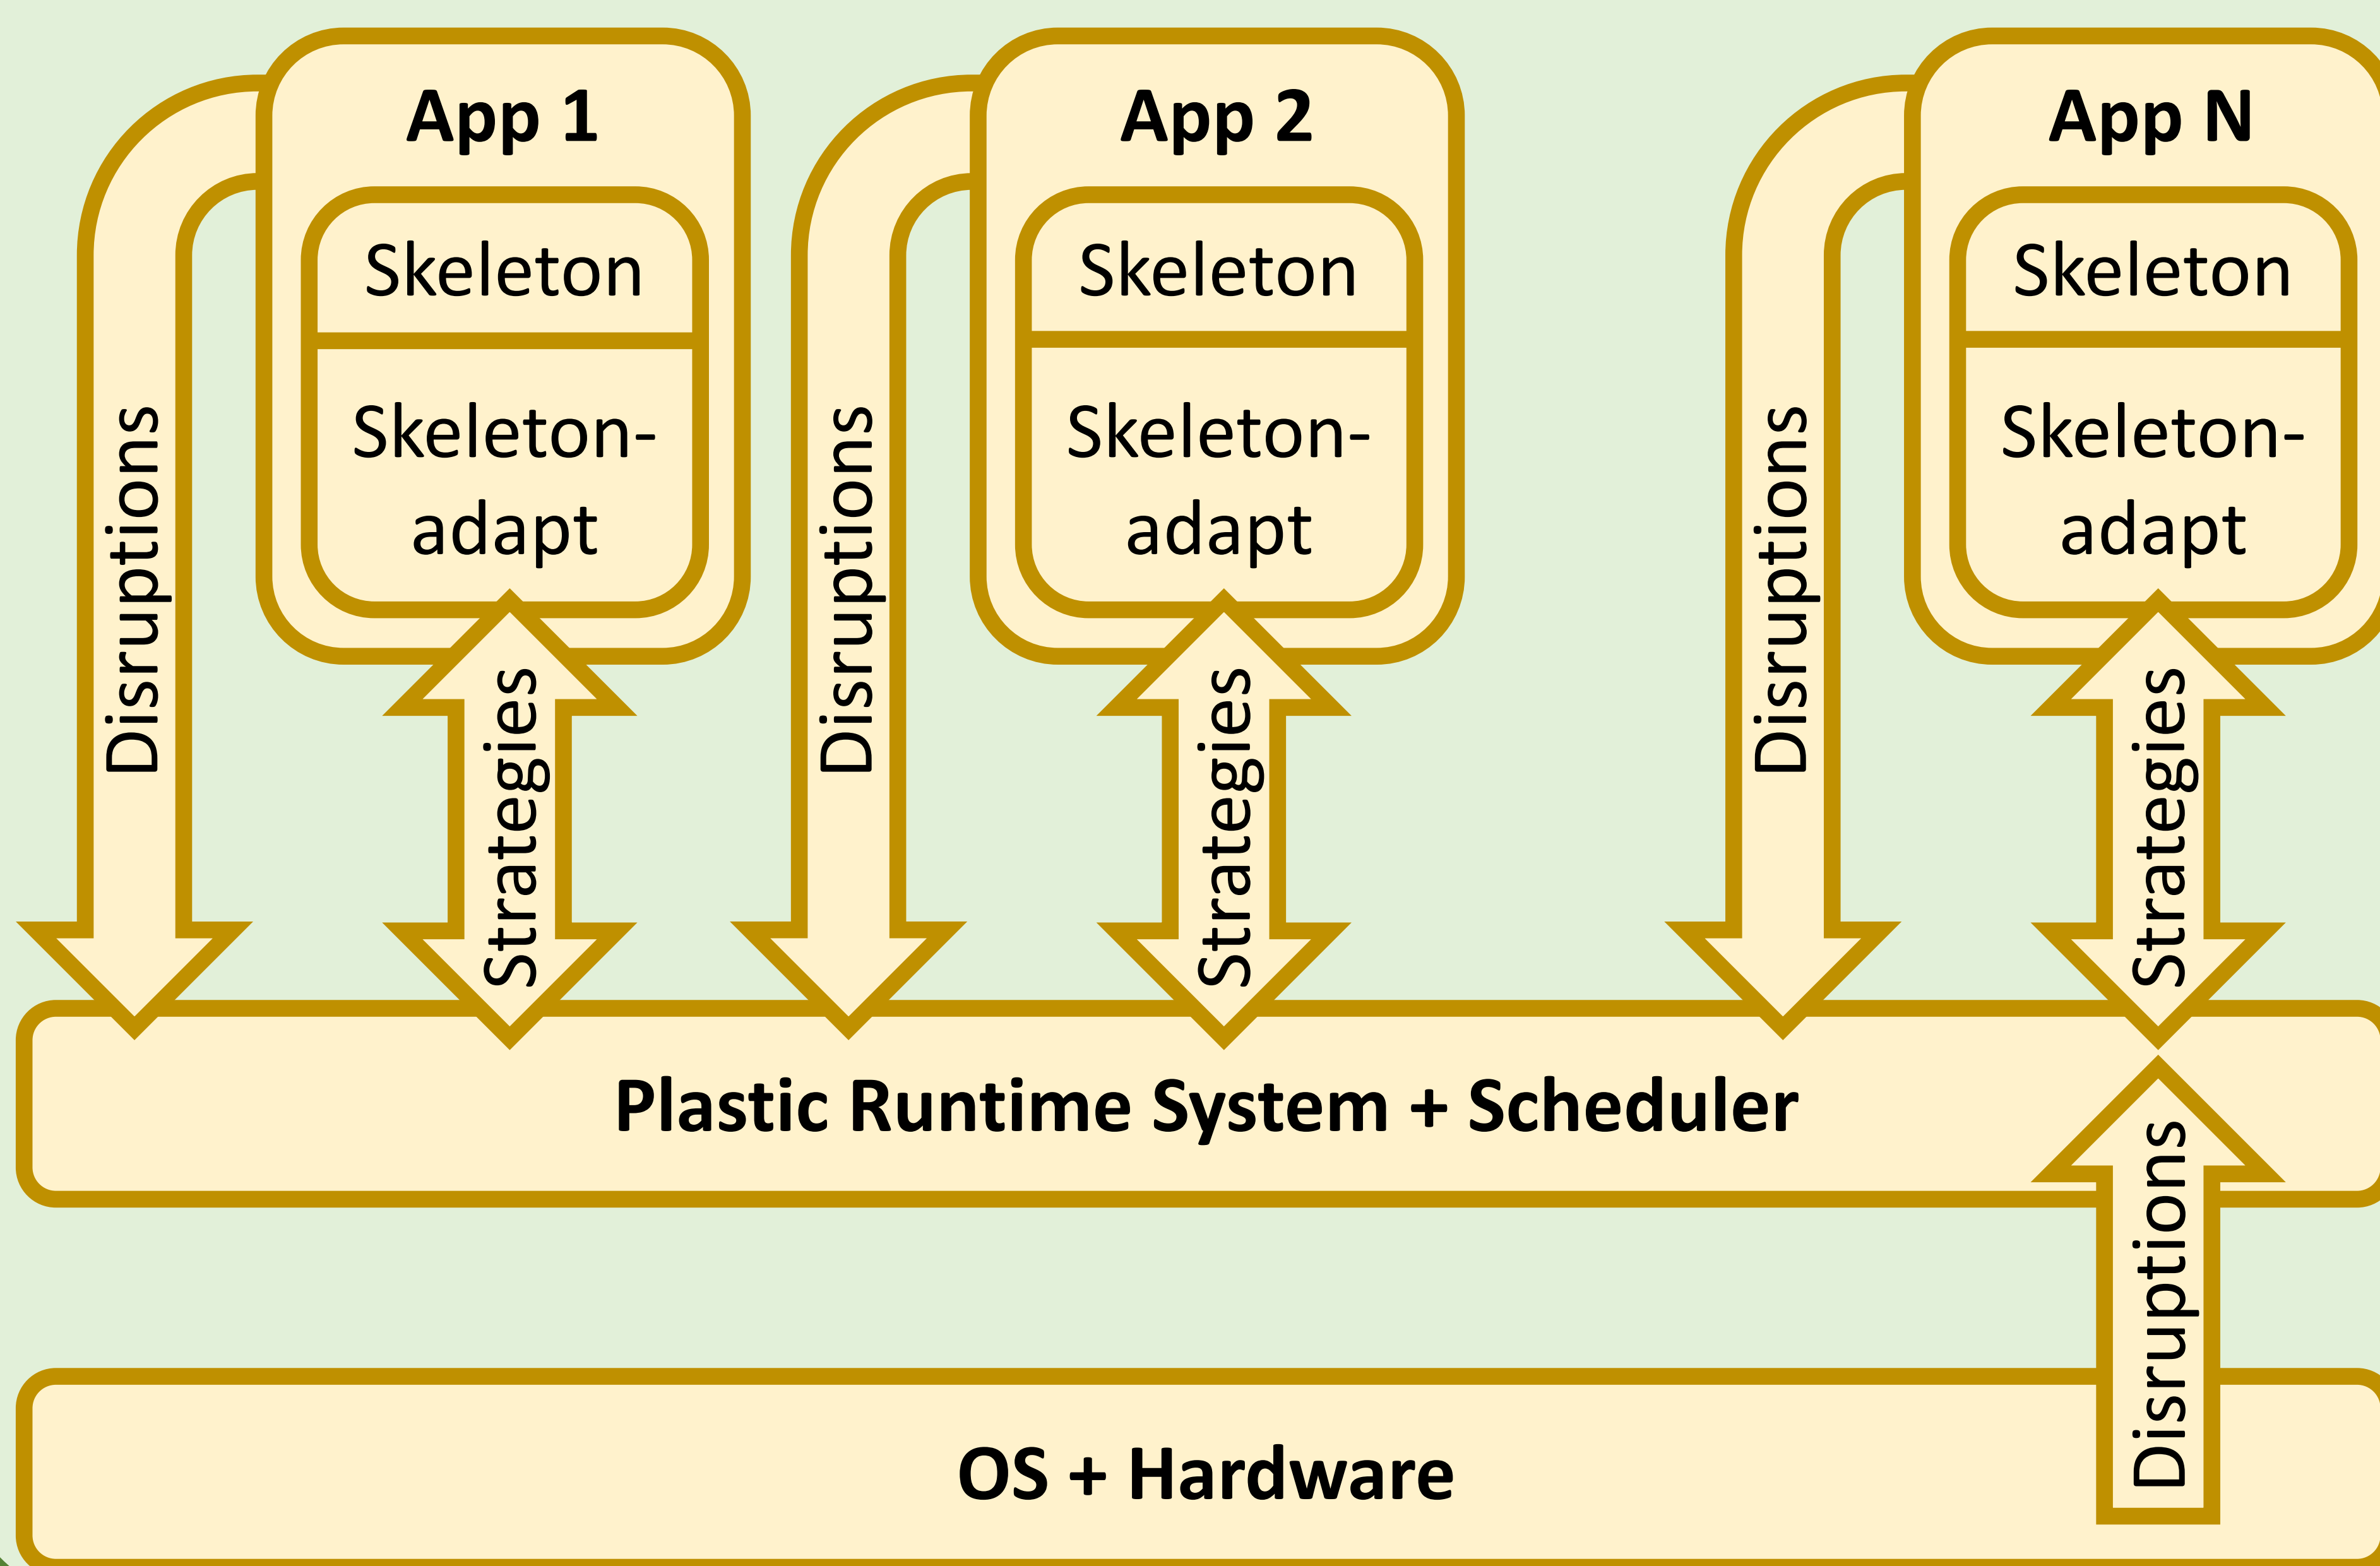 App 1
Skeleton
Skeleton-
adapt
Disruptions
Strategies
App 2
Skeleton
Skeleton-
adapt
Disruptions
Strategies
App N
Skeleton
Skeleton-
adapt
Disruptions
Strategies
Plastic Runtime System + Scheduler
Disruptions
OS + Hardware